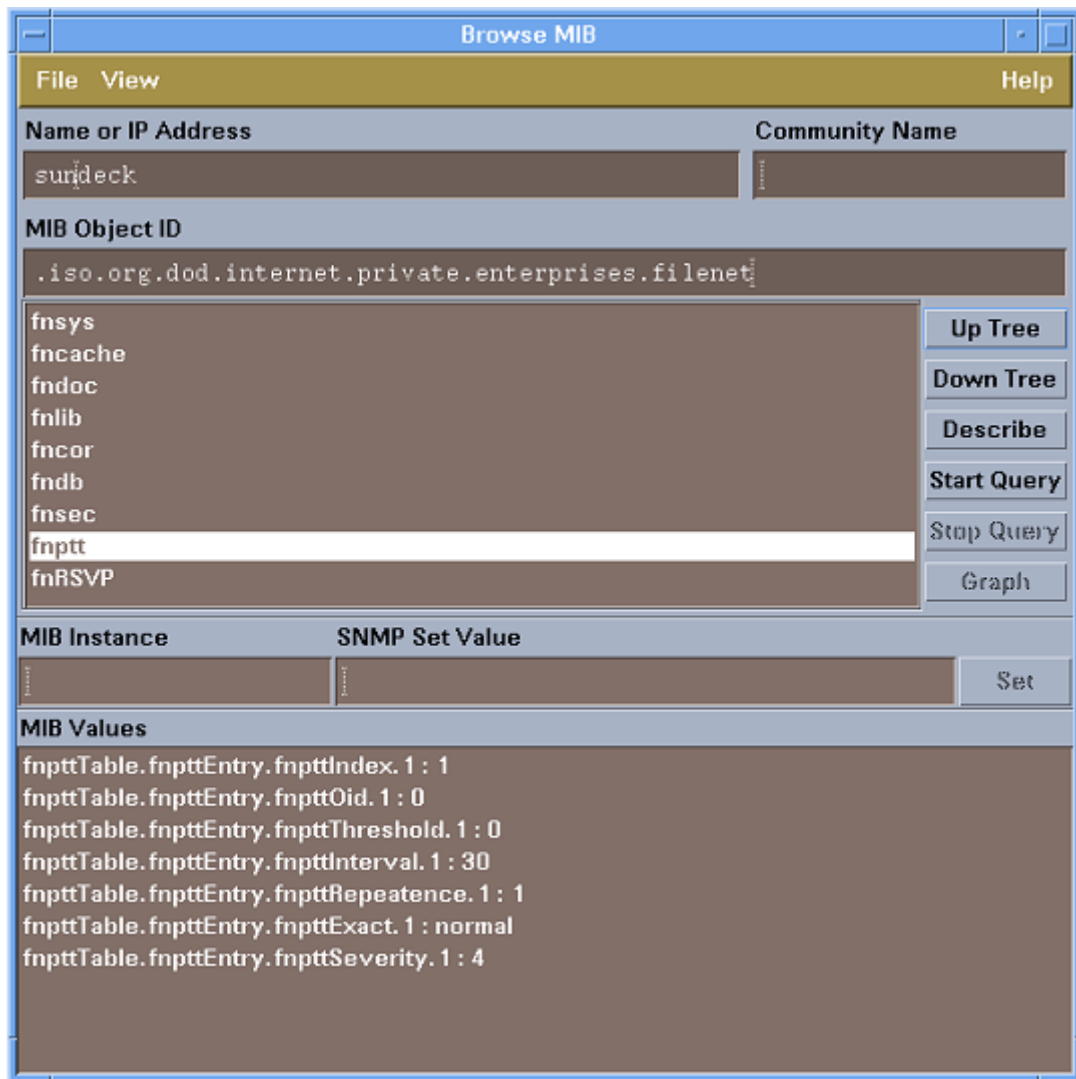 Browse MIB
File View Help
Name or IP Address Community Name
sundeck
MIB Object ID
.iso.org.dod.internet.private.enterprises.filenet
fnsys
fncache
fndoc
fnlib
fncor
fndb
fnsec
fnptt
fnRSVP
Up Tree
Down Tree
Describe
Start Query
Stop Query
Graph
MIB Instance SNMP Set Value
Set
MIB Values
fnpttTable.fnpttEntry.fnpttIndex.1 : 1
fnpttTable.fnpttEntry.fnpttOid.1 : 0
fnpttTable.fnpttEntry.fnpttThreshold.1 : 0
fnpttTable.fnpttEntry.fnpttInterval.1 : 30
fnpttTable.fnpttEntry.fnpttRepeatence.1 : 1
fnpttTable.fnpttEntry.fnpttExact.1 : normal
fnpttTable.fnpttEntry.fnpttSeverity.1 : 4